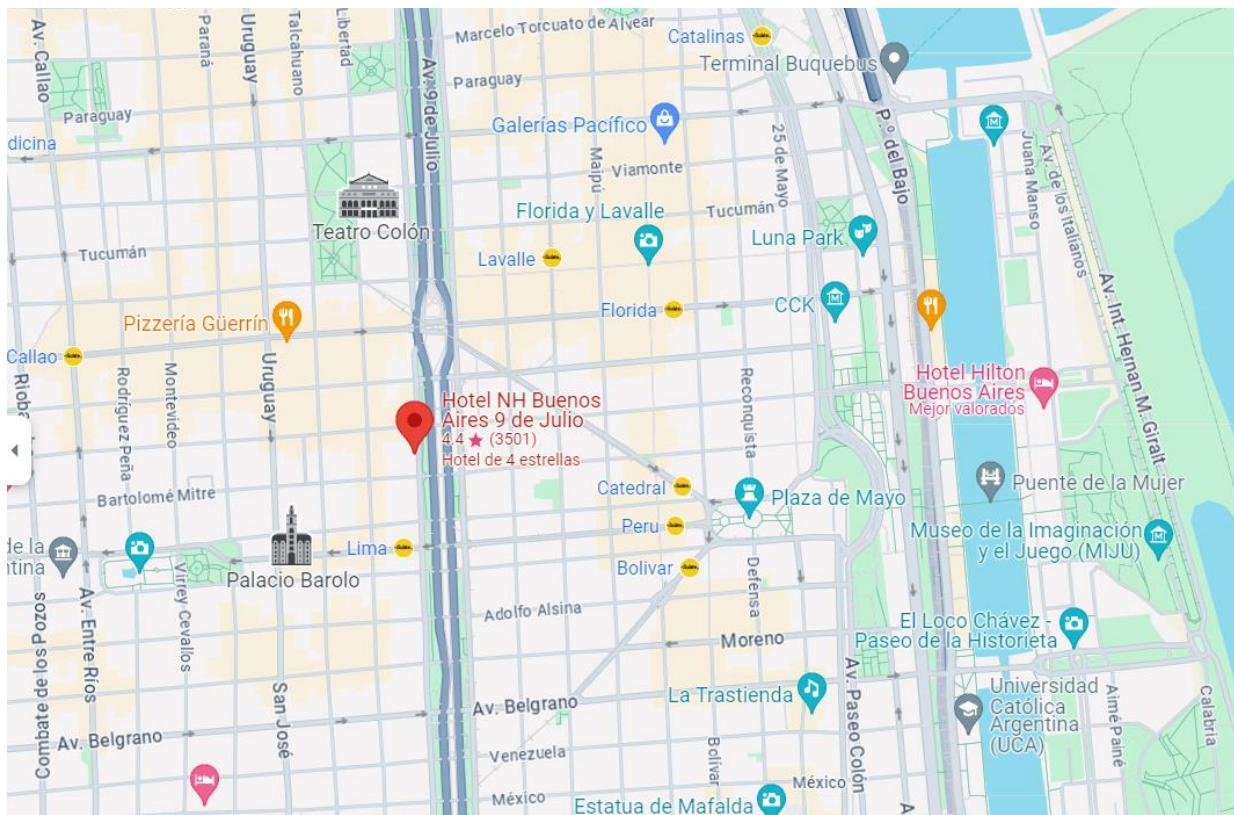 Av. Callao
Paraná
Uruguay
Talcahuano
Libertad
Av. 9 de Julio
Marcelo Torcuato de Alvear
Catalinas
Terminal Buquebus
Paraguay
Paraguay
dicina
Galerías Pacífico
25 de Mayo
P.º del Bajo
Juana Manso
Av. de los Italianos
Maipú
Viamonte
Teatro Colón
Florida y Lavalle
Tucumán
Luna Park
Tucumán
Lavalle
CCK
Av. Int. Hernan M. Giralt
Pizzería Güerrín
Florida
Callao
Rodríguez Peña
Montevideo
Uruguay
Reconquista
Hotel Hilton
Buenos Aires
Mejor valorados
Hotel NH Buenos
Aires 9 de Julio
4,4 (3501)
Hotel de 4 estrellas
Bartolomé Mitre
Catedral
Plaza de Mayo
Puente de la Mujer
Peru
Museo de la Imaginación
y el Juego (MIJU)
Lima
de la
ntina
Palacio Barolo
Bolivar
Defensa
Virrey Cevallos
Combate de los Pozos
Av. Entre Ríos
Adolfo Alsina
Moreno
El Loco Chávez -
Paseo de la Historieta
San José
Av. Belgrano
La Trastienda
Av. Paseo Colón
Universidad
Católica
Argentina
(UCA)
Aimé Painé
Calabria
Av. Belgrano
Venezuela
Bolívar
México
México
Estatua de Mafalda